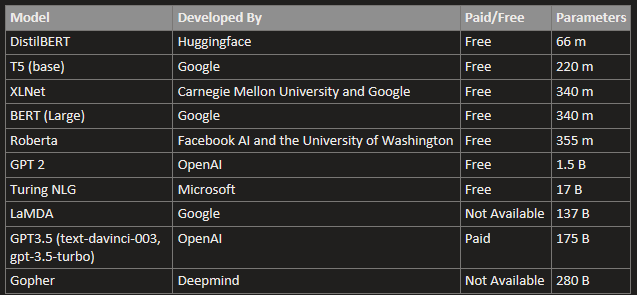 Model Developed By Paid/Free Parameters
DistilBERT Huggingface Free 66 m
T5 (base) Google Free 220 m
XLNet Carnegie Mellon University and Google Free 340 m
BERT (Large) Google Free 340 m
Roberta Facebook AI and the University of Washington Free 355 m
GPT 2 OpenAI Free 1.5 B
Turing NLG Microsoft Free 17 B
LaMDA Google Not Available 137 B
GPT3.5 (text-davinci-003, OpenAI Paid 175 B
gpt-3.5-turbo)
Gopher Deepmind Not Available 280 B